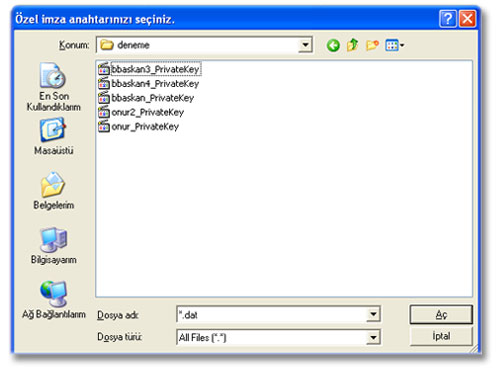 Özel imza anahtarınızı seçiniz.
Konum: deneme
bbaskan3_PrivateKey
bbaskan4_PrivateKey
bbaskan_PrivateKey
onur2_PrivateKey
onur_PrivateKey
En Son
Kullandıklarım
Masaüstü
Belgelerim
Bilgisayarım
Ağ Bağlantılarım
Dosya adı: *.dat Aç
Dosya türü: All Files (*.*) İptal